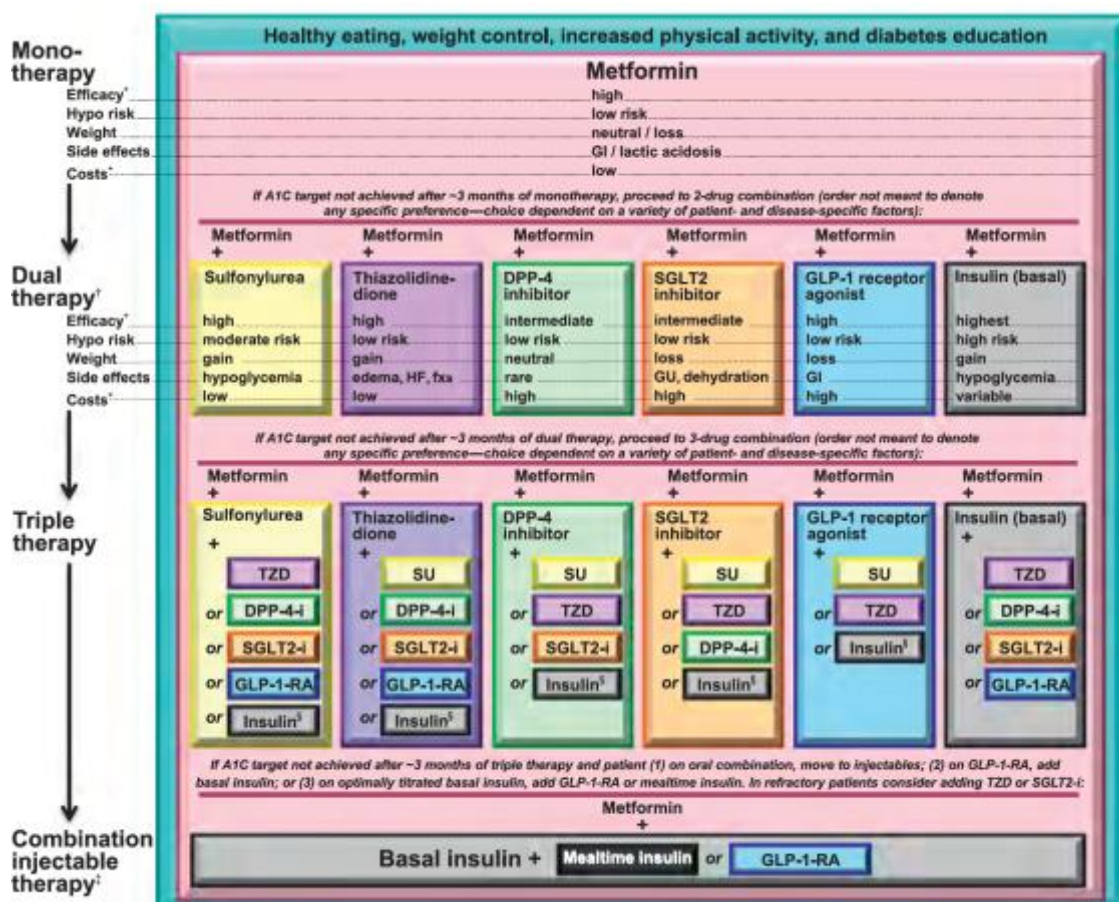 Healthy eating, weight control, increased physical activity, and diabetes education
Mono-
therapy
Metformin
Efficacy* high
Hypo risk low risk
Weight neutral / loss
Side effects GI / lactic acidosis
Costs* low
If A1C target not achieved after ~3 months of monotherapy, proceed to 2-drug combination (order not meant to denote
any specific preference—choice dependent on a variety of patient- and disease-specific factors):
Metformin Metformin Metformin Metformin Metformin Metformin
+ + + + + +
Dual
therapy†
Sulfonylurea Thiazolidine- DPP-4 SGLT2 GLP-1 receptor Insulin (basal)
dione inhibitor inhibitor agonist
Efficacy* high high intermediate intermediate high highest
Hypo risk moderate risk low risk low risk low risk low risk high risk
Weight gain gain neutral loss loss gain
Side effects hypoglycemia edema, HF, fxs rare GU, dehydration GI hypoglycemia
Costs* low low high high high variable
If A1C target not achieved after ~3 months of dual therapy, proceed to 3-drug combination (order not meant to denote
any specific preference—choice dependent on a variety of patient- and disease-specific factors):
Metformin Metformin Metformin Metformin Metformin Metformin
+ + + + + +
Triple
therapy
Sulfonylurea Thiazolidine- DPP-4 SGLT2 GLP-1 receptor Insulin (basal)
dione inhibitor inhibitor agonist
+ + + + + +
TZD SU SU SU SU TZD
or DPP-4-i or DPP-4-i or TZD or TZD or TZD or DPP-4-i
or SGLT2-i or SGLT2-i or SGLT2-i or DPP-4-i or Insulin§ or SGLT2-i
or GLP-1-RA or GLP-1-RA or Insulin§ or Insulin§ or GLP-1-RA
or Insulin§ or Insulin§
If A1C target not achieved after ~3 months of triple therapy and patient (1) on oral combination, move to injectables; (2) on GLP-1-RA, add
basal insulin; or (3) on optimally titrated basal insulin, add GLP-1-RA or mealtime insulin. In refractory patients consider adding TZD or SGLT2-i:
Metformin
+
Combination
injectable
therapy‡
Basal insulin + Mealtime insulin or GLP-1-RA